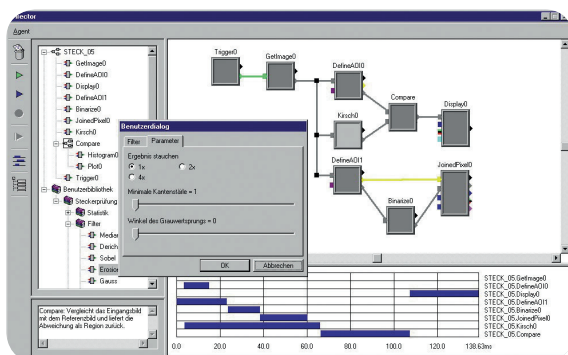 Agent
STECK_05
GetImage0
DefineAOI0
Display0
DefineAOI1
Binarize0
JoinedPixel0
Kirsch0
Compare
Histogram0
Plot0
Trigger0
Benutzerbibliothek
Steckerprüfung
Statistik
Filter
Median
Derich
Sobel
Erosion
Gauss
Compare: Vergleicht das Eingangsbild
mit dem Referenzbild und liefert die
Abweichung als Region zurück.
Benutzerdialog
Filter Parameter
Ergebnis stauchen
1x 2x
4x
Minimale Kantenstärke = 1
Winkel des Grauwertsprungs = 0
OK Abbrechen
Trigger0
GetImage0
DefineAOI0
Compare
Display0
Kirsch0
DefineAOI1
JoinedPixel0
Binarize0
STECK_05.GetImage0
STECK_05.DefineAOI0
STECK_05.Display0
STECK_05.DefineAOI1
STECK_05.Binarize0
STECK_05.JoinedPixel0
STECK_05.Kirsch0
STECK_05.Compare
0.0 20.0 40.0 60.0 80.0 100.0 120.0 138.63ms